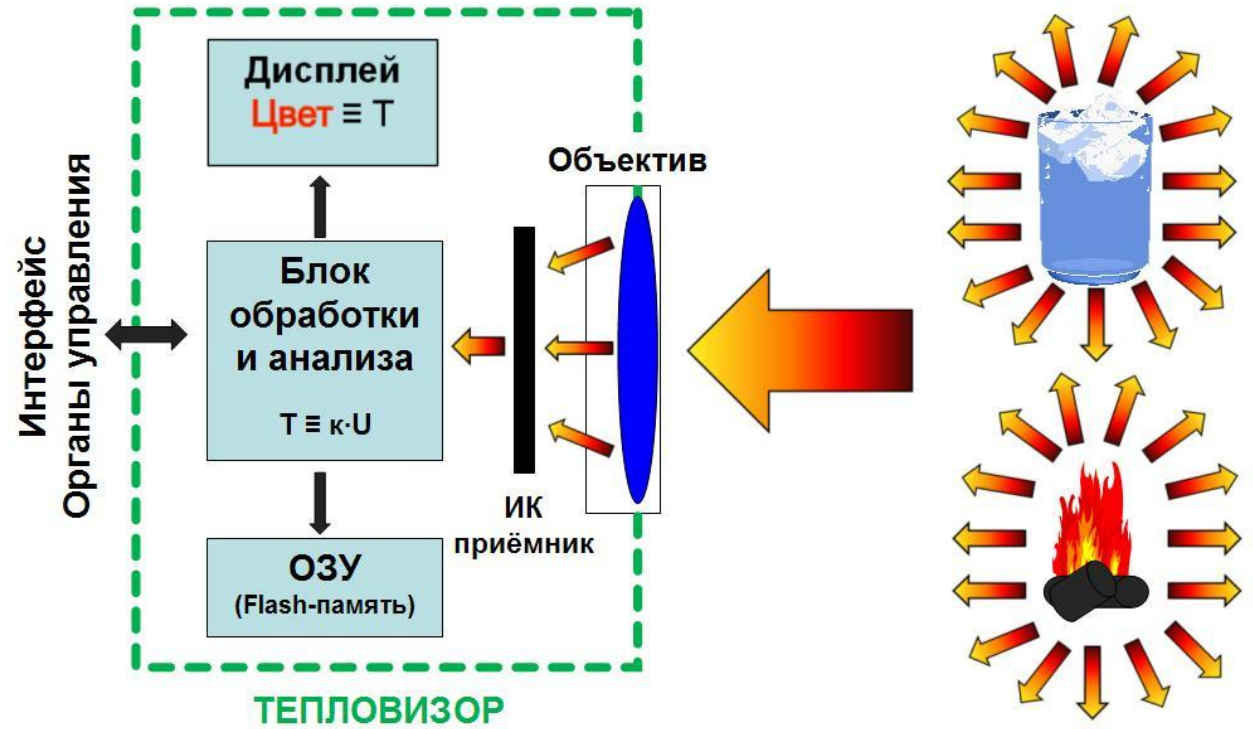 Дисплей
Цвет ≡ Т
Объектив
Интерфейс
Органы управления
Блок
обработки
и анализа
Т ≡ к·U
ИК
приёмник
ОЗУ
(Flash-память)
ТЕПЛОВИЗОР